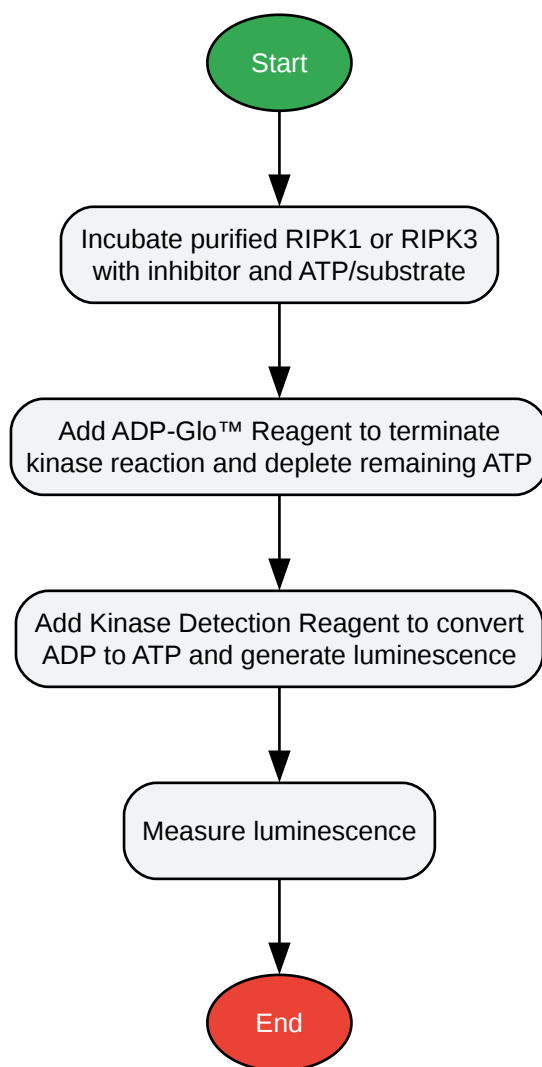 Start
Incubate purified RIPK1 or RIPK3
with inhibitor and ATP/substrate
Add ADP-Glo™ Reagent to terminate
kinase reaction and deplete remaining ATP
Add Kinase Detection Reagent to convert
ADP to ATP and generate luminescence
Measure luminescence
End